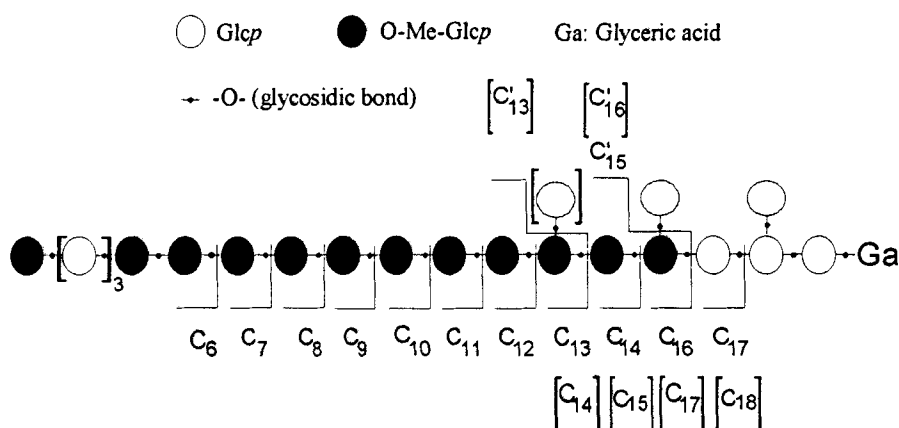 Glcp O-Me-Glcp Ga: Glyceric acid
-O- (glycosidic bond)
[C'13] [C'16]
C'15
[ ]3 [ ] Ga
C6 C7 C8 C9 C10 C11 C12 C13 C14 C16 C17
[C14] [C15] [C17] [C18]